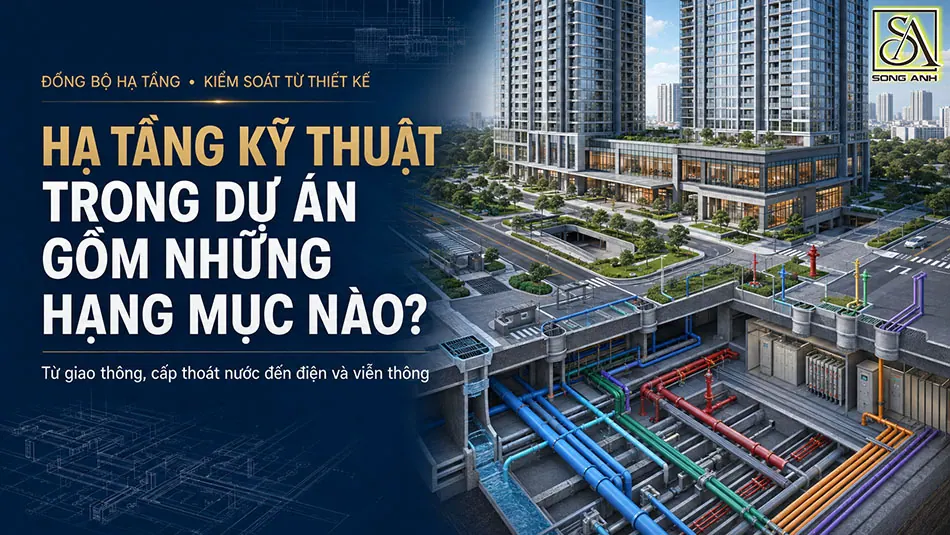 ĐỒNG BỘ HẠ TẦNG • KIỂM SOÁT TỪ THIẾT KẾ
HẠ TẦNG KỸ THUẬT
TRONG DỰ ÁN
GỒM NHỮNG
HẠNG MỤC NÀO?
Từ giao thông, cấp thoát nước đến điện và viễn thông
SA
SONG ANH